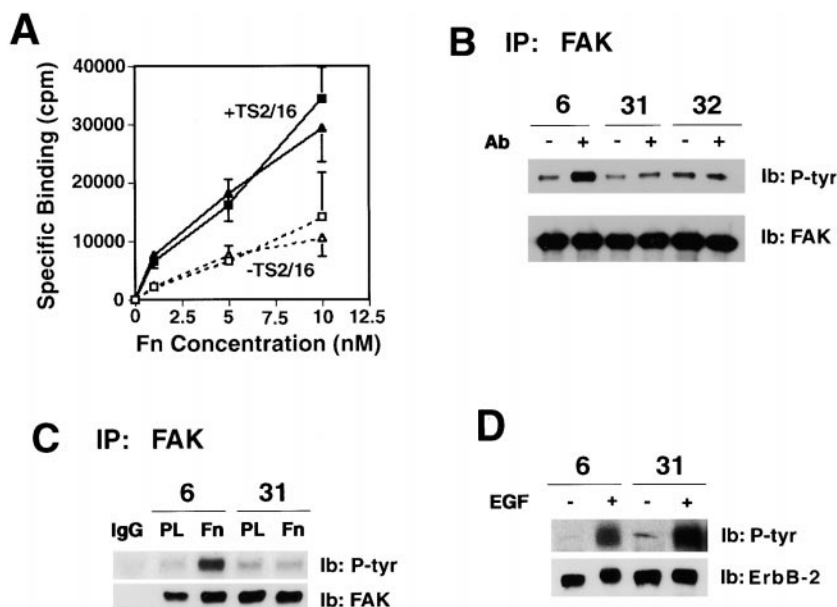 A
Specific Binding (cpm)
40000
30000
20000
10000
0
+TS2/16
-TS2/16
0 2.5 5 7.5 10 12.5
Fn Concentration (nM)
B IP: FAK
6 31 32
Ab - + - + - +
Ib: P-tyr
Ib: FAK
C IP: FAK
6 31
IgG PL Fn PL Fn
Ib: P-tyr
Ib: FAK
D
6 31
EGF - + - +
Ib: P-tyr
Ib: ErbB-2